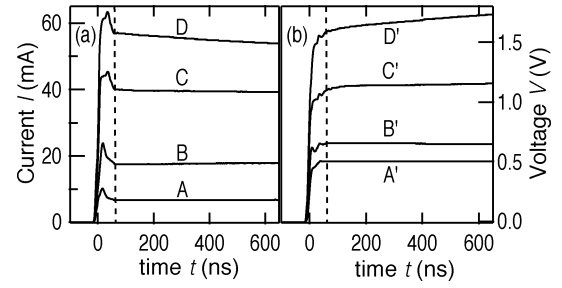 60
40
20
0
Current I (mA)
(a)
D
C
B
A
0 200 400 600
time t (ns)
(b)
D'
C'
B'
A'
0 200 400 600
time t (ns)
1.5
1.0
0.5
0.0
Voltage V (V)